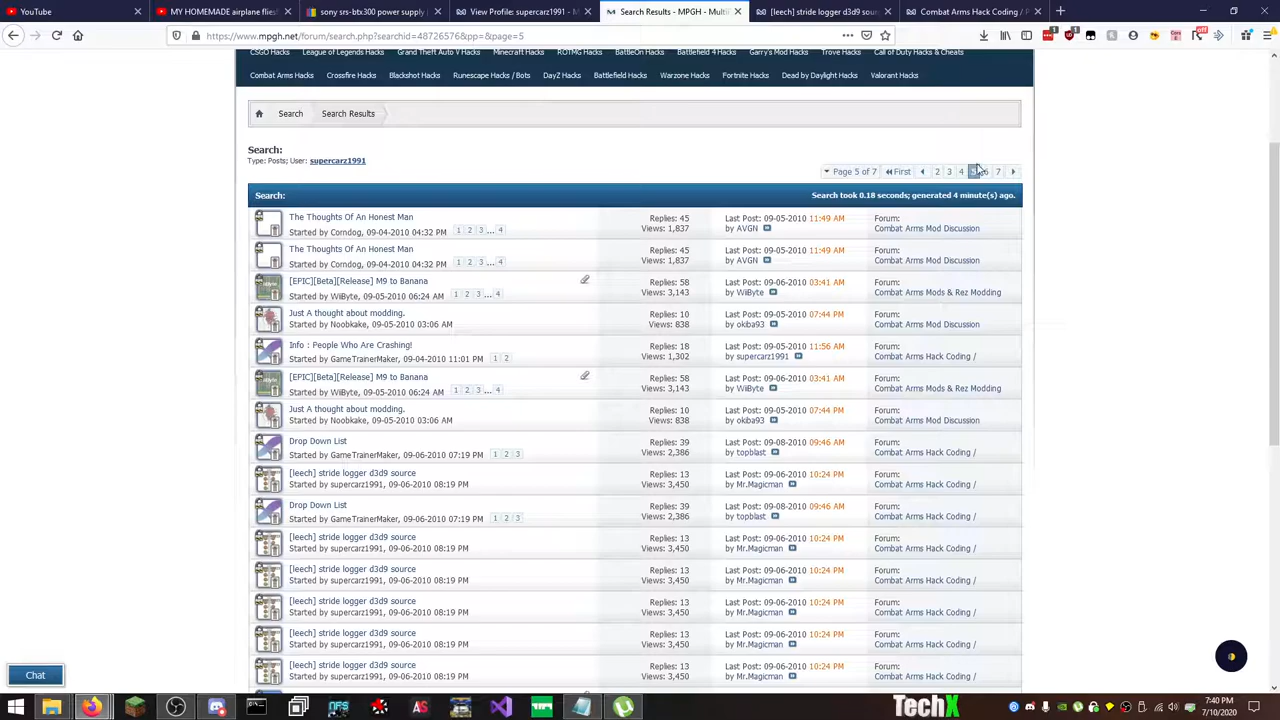 YouTube
MY HOMEMADE airplane flies
sony srs-btx300 power supply
View Profile: supercarz1991 - M
Search Results - MPGH - Multi
[leech] stride logger d3d9 sou
Combat Arms Hack Coding / P
https://www.mpgh.net/forum/search.php?searchid=48726576&pp=&page=5
CSGO Hacks League of Legends Hacks Grand Theft Auto V Hacks Minecraft Hacks ROTMG Hacks BattleOn Hacks Battlefield 4 Hacks Garry's Mod Hacks Trove Hacks Call of Duty Hacks & Cheats
Combat Arms Hacks Crossfire Hacks Blackshot Hacks Runescape Hacks / Bots DayZ Hacks Battlefield Hacks Warzone Hacks Fortnite Hacks Dead by Daylight Hacks Valorant Hacks
Search Search Results
Search:
Type: Posts; User: supercarz1991
Page 5 of 7 First 2 3 4 5 6 7
Search: Search took 0.18 seconds; generated 4 minute(s) ago.
The Thoughts Of An Honest Man Replies: 45 Last Post: 09-05-2010 11:49 AM Forum:
Started by Corndog, 09-04-2010 04:32 PM 1 2 3 ... 4 Views: 1,837 by AVGN Combat Arms Mod Discussion
The Thoughts Of An Honest Man Replies: 45 Last Post: 09-05-2010 11:49 AM Forum:
Started by Corndog, 09-04-2010 04:32 PM 1 2 3 ... 4 Views: 1,837 by AVGN Combat Arms Mod Discussion
[EPIC][Beta][Release] M9 to Banana Replies: 58 Last Post: 09-06-2010 03:41 AM Forum:
Started by WiiByte, 09-05-2010 06:24 AM 1 2 3 ... 4 Views: 3,143 by WiiByte Combat Arms Mods & Rez Modding
Just A thought about modding. Replies: 10 Last Post: 09-05-2010 07:44 PM Forum:
Started by Noobkake, 09-05-2010 03:06 AM Views: 838 by okiba93 Combat Arms Mod Discussion
Info : People Who Are Crashing! Replies: 18 Last Post: 09-05-2010 11:56 AM Forum:
Started by GameTrainerMaker, 09-04-2010 11:01 PM 1 2 Views: 1,302 by supercarz1991 Combat Arms Hack Coding /
[EPIC][Beta][Release] M9 to Banana Replies: 58 Last Post: 09-06-2010 03:41 AM Forum:
Started by WiiByte, 09-05-2010 06:24 AM 1 2 3 ... 4 Views: 3,143 by WiiByte Combat Arms Mods & Rez Modding
Just A thought about modding. Replies: 10 Last Post: 09-05-2010 07:44 PM Forum:
Started by Noobkake, 09-05-2010 03:06 AM Views: 838 by okiba93 Combat Arms Mod Discussion
Drop Down List Replies: 39 Last Post: 09-08-2010 09:46 AM Forum:
Started by GameTrainerMaker, 09-06-2010 07:19 PM 1 2 3 Views: 2,386 by topblast Combat Arms Hack Coding /
[leech] stride logger d3d9 source Replies: 13 Last Post: 09-06-2010 10:24 PM Forum:
Started by supercarz1991, 09-06-2010 08:19 PM Views: 3,450 by Mr.Magicman Combat Arms Hack Coding /
Drop Down List Replies: 39 Last Post: 09-08-2010 09:46 AM Forum:
Started by GameTrainerMaker, 09-06-2010 07:19 PM 1 2 3 Views: 2,386 by topblast Combat Arms Hack Coding /
[leech] stride logger d3d9 source Replies: 13 Last Post: 09-06-2010 10:24 PM Forum:
Started by supercarz1991, 09-06-2010 08:19 PM Views: 3,450 by Mr.Magicman Combat Arms Hack Coding /
[leech] stride logger d3d9 source Replies: 13 Last Post: 09-06-2010 10:24 PM Forum:
Started by supercarz1991, 09-06-2010 08:19 PM Views: 3,450 by Mr.Magicman Combat Arms Hack Coding /
[leech] stride logger d3d9 source Replies: 13 Last Post: 09-06-2010 10:24 PM Forum:
Started by supercarz1991, 09-06-2010 08:19 PM Views: 3,450 by Mr.Magicman Combat Arms Hack Coding /
[leech] stride logger d3d9 source Replies: 13 Last Post: 09-06-2010 10:24 PM Forum:
Started by supercarz1991, 09-06-2010 08:19 PM Views: 3,450 by Mr.Magicman Combat Arms Hack Coding /
[leech] stride logger d3d9 source Replies: 13 Last Post: 09-06-2010 10:24 PM Forum:
Started by supercarz1991, 09-06-2010 08:19 PM Views: 3,450 by Mr.Magicman Combat Arms Hack Coding /
Chat
TechX
7:40 PM
7/10/2020